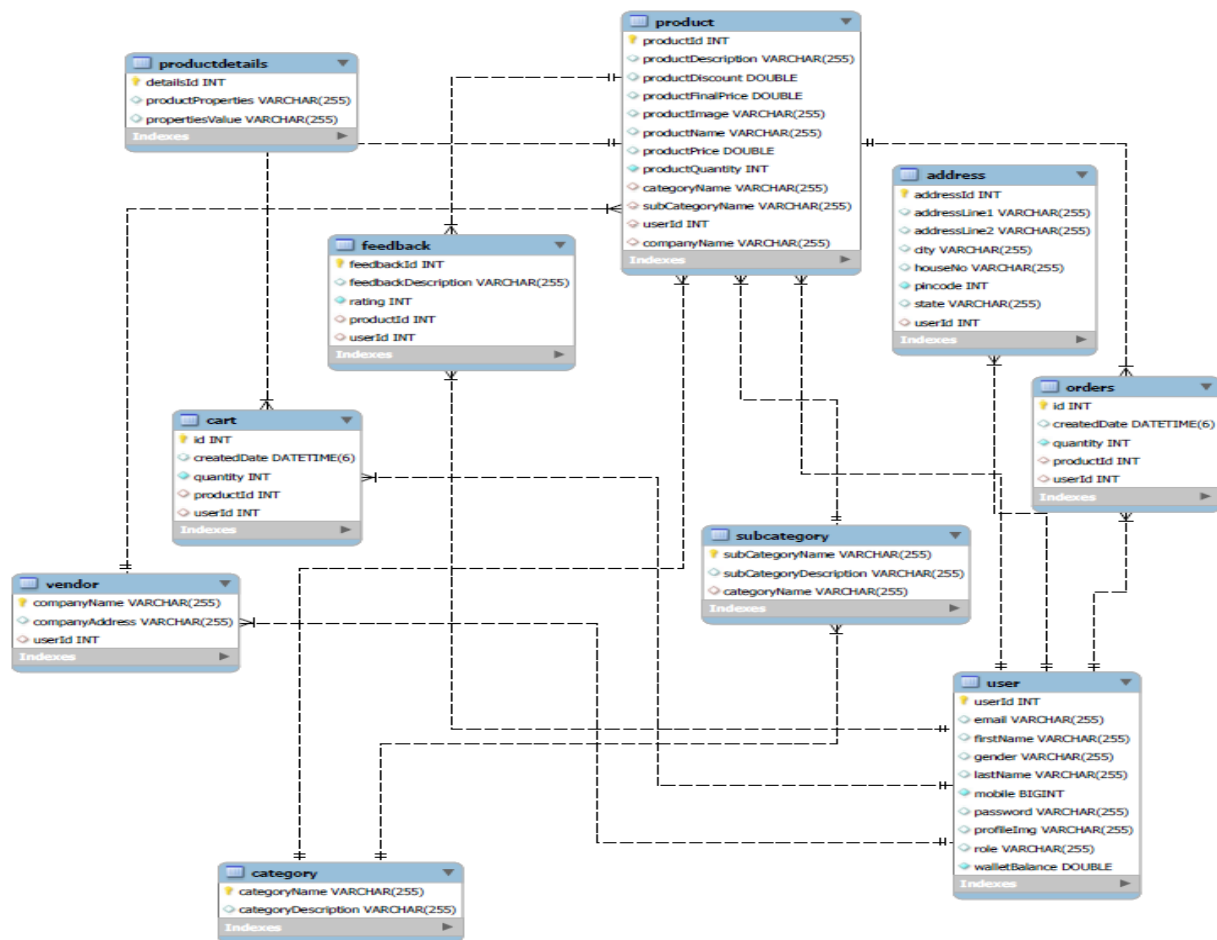 product
productId INT
productDescription VARCHAR(255)
productDiscount DOUBLE
productFinalPrice DOUBLE
productImage VARCHAR(255)
productName VARCHAR(255)
productPrice DOUBLE
productQuantity INT
categoryName VARCHAR(255)
subCategoryName VARCHAR(255)
userId INT
companyName VARCHAR(255)
Indexes
productdetails
detailsId INT
productProperties VARCHAR(255)
propertiesValue VARCHAR(255)
Indexes
address
addressId INT
addressLine1 VARCHAR(255)
addressLine2 VARCHAR(255)
city VARCHAR(255)
houseNo VARCHAR(255)
pincode INT
state VARCHAR(255)
userId INT
Indexes
feedback
feedbackId INT
feedbackDescription VARCHAR(255)
rating INT
productId INT
userId INT
Indexes
orders
id INT
createdDate DATETIME(6)
quantity INT
productId INT
userId INT
Indexes
cart
id INT
createdDate DATETIME(6)
quantity INT
productId INT
userId INT
Indexes
subcategory
subCategoryName VARCHAR(255)
subCategoryDescription VARCHAR(255)
categoryName VARCHAR(255)
Indexes
vendor
companyName VARCHAR(255)
companyAddress VARCHAR(255)
userId INT
Indexes
user
userId INT
email VARCHAR(255)
firstName VARCHAR(255)
gender VARCHAR(255)
lastName VARCHAR(255)
mobile BIGINT
password VARCHAR(255)
profileImg VARCHAR(255)
role VARCHAR(255)
walletBalance DOUBLE
Indexes
category
categoryName VARCHAR(255)
categoryDescription VARCHAR(255)
Indexes